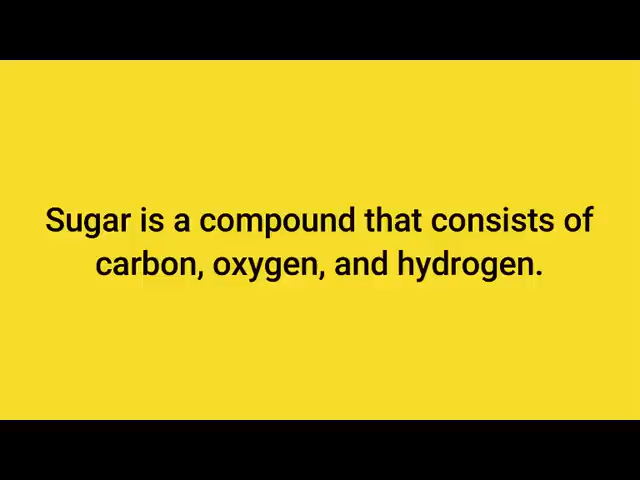 Sugar is a compound that consists of
carbon, oxygen, and hydrogen.